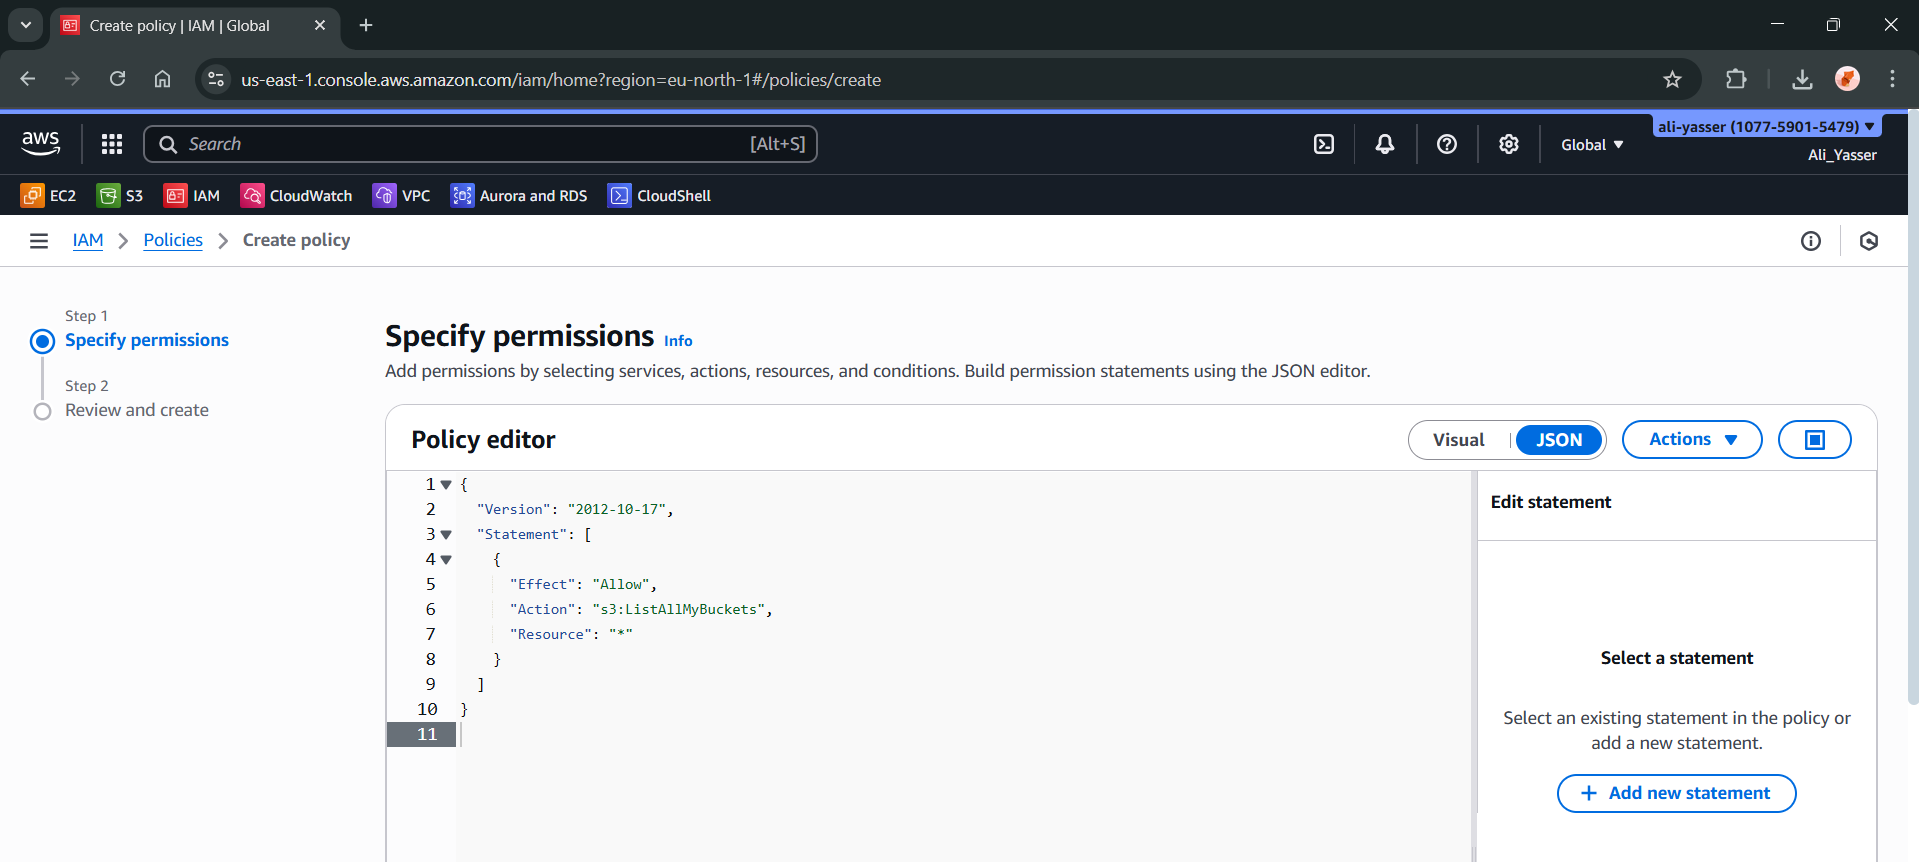 Create policy | IAM | Global
us-east-1.console.aws.amazon.com/iam/home?region=eu-north-1#/policies/create
aws
Search
[Alt+S]
Global
ali-yasser (1077-5901-5479)
Ali_Yasser
EC2 S3 IAM CloudWatch VPC Aurora and RDS CloudShell
IAM Policies Create policy
Step 1
Specify permissions
Step 2
Review and create
Specify permissions Info
Add permissions by selecting services, actions, resources, and conditions. Build permission statements using the JSON editor.
Policy editor
Visual JSON Actions
1 {
2 "Version": "2012-10-17",
3 "Statement": [
4 {
5 "Effect": "Allow",
6 "Action": "s3:ListAllMyBuckets",
7 "Resource": "*"
8 }
9 ]
10 }
11
Edit statement
Select a statement
Select an existing statement in the policy or
add a new statement.
+ Add new statement